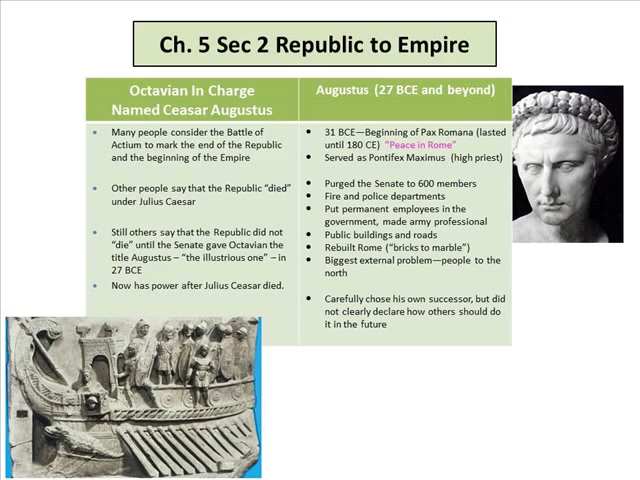 Ch. 5 Sec 2 Republic to Empire
Octavian In Charge
Named Ceasar Augustus
• Many people consider the Battle of
Actium to mark the end of the Republic
and the beginning of the Empire
• Other people say that the Republic “died”
under Julius Caesar
• Still others say that the Republic did not
“die” until the Senate gave Octavian the
title Augustus – “the illustrious one” – in
27 BCE
• Now has power after Julius Ceasar died.
Augustus (27 BCE and beyond)
• 31 BCE—Beginning of Pax Romana (lasted
until 180 CE) “Peace in Rome”
• Served as Pontifex Maximus (high priest)
• Purged the Senate to 600 members
• Fire and police departments
• Put permanent employees in the
government, made army professional
• Public buildings and roads
• Rebuilt Rome (“bricks to marble”)
• Biggest external problem—people to the
north
• Carefully chose his own successor, but did
not clearly declare how others should do
it in the future